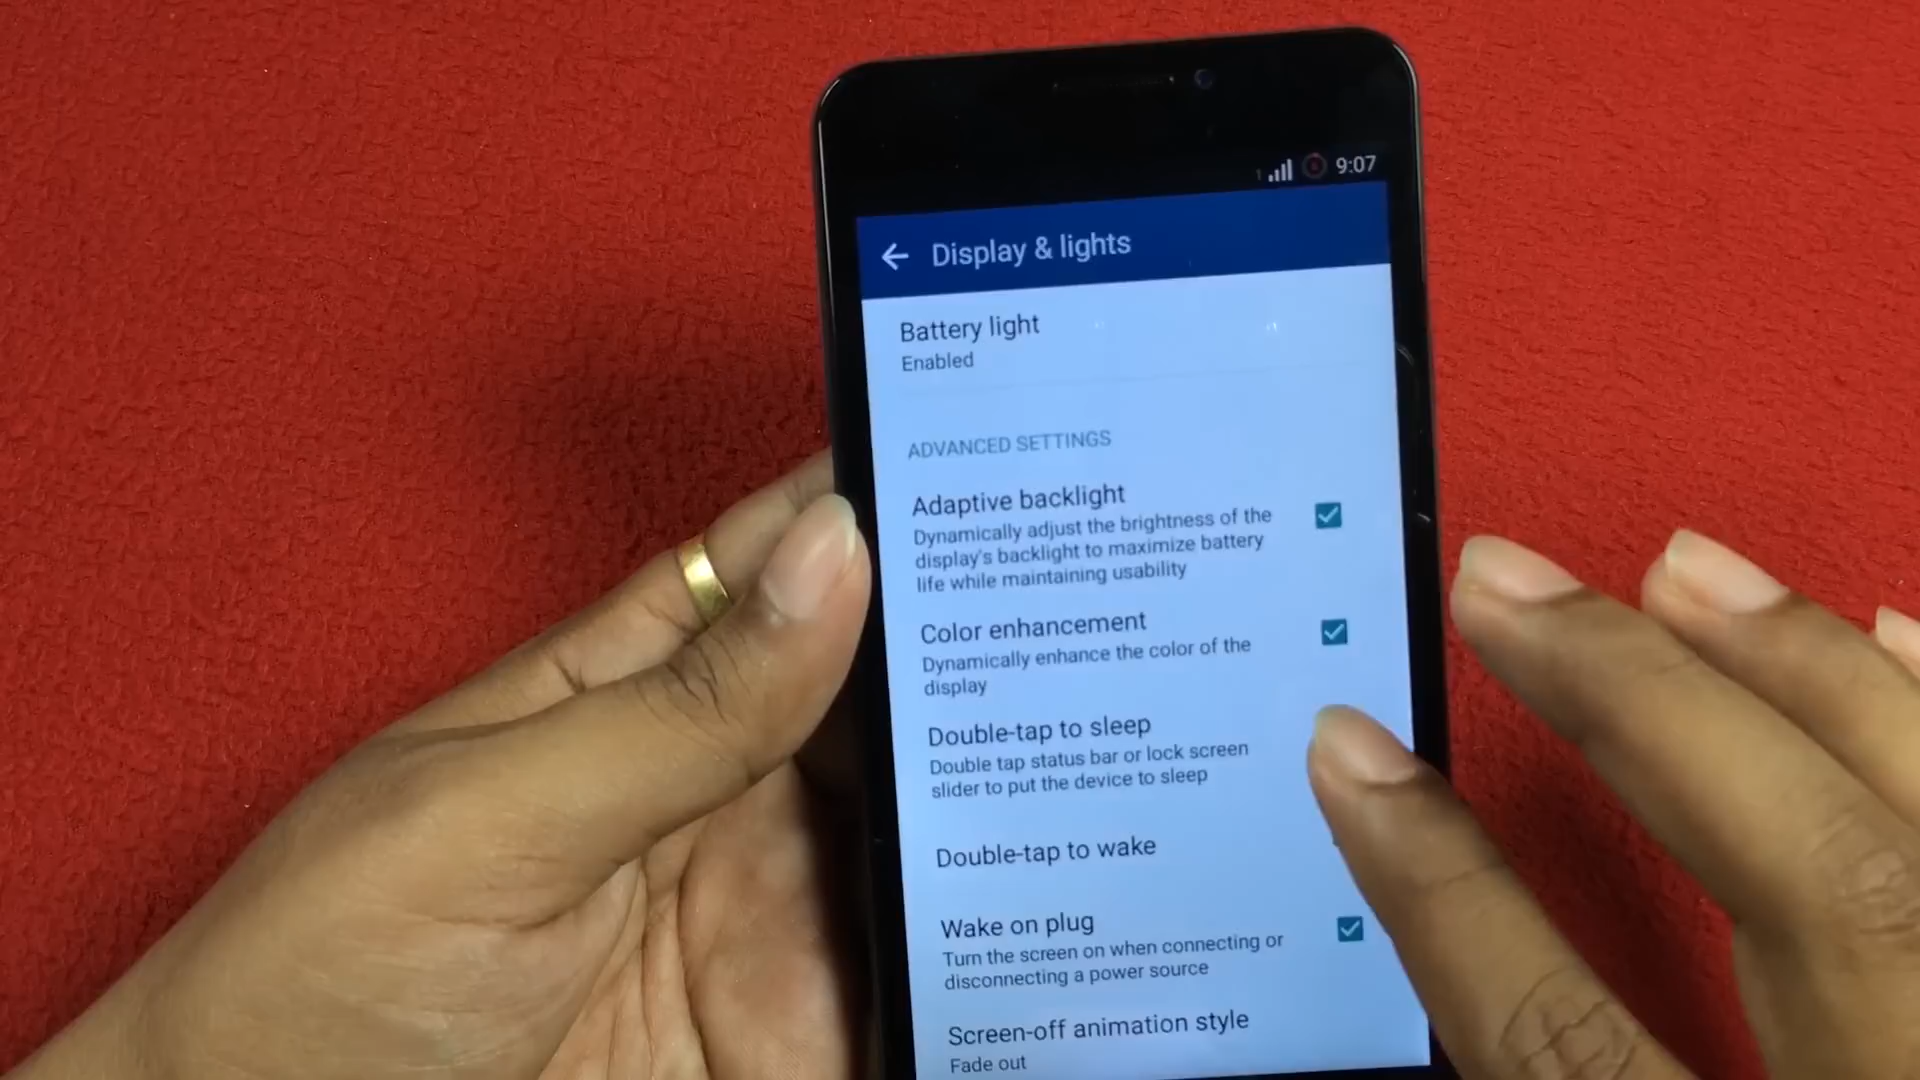 9:07
Display & lights
Battery light
Enabled
ADVANCED SETTINGS
Adaptive backlight
Dynamically adjust the brightness of the
display's backlight to maximize battery
life while maintaining usability
Color enhancement
Dynamically enhance the color of the
display
Double-tap to sleep
Double tap status bar or lock screen
slider to put the device to sleep
Double-tap to wake
Wake on plug
Turn the screen on when connecting or
disconnecting a power source
Screen-off animation style
Fade out